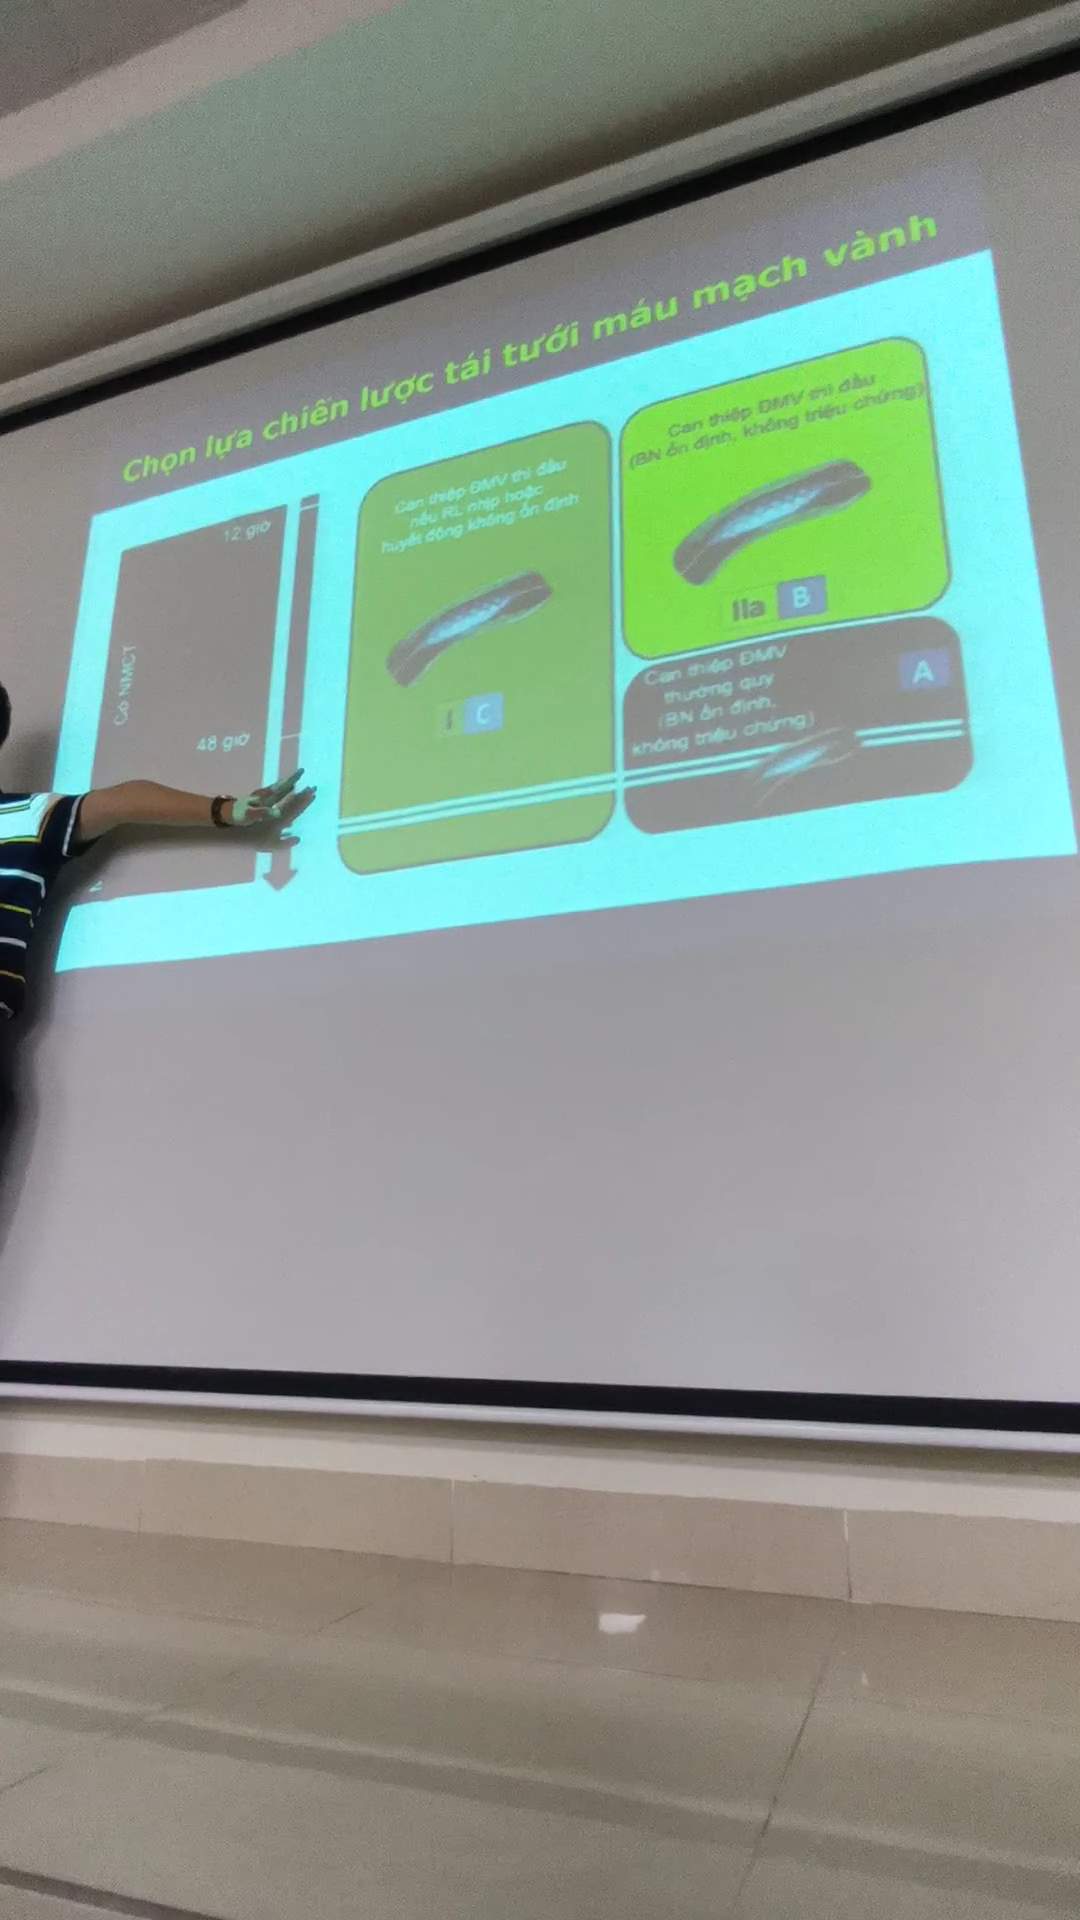 Chọn lựa chiến lược tái tưới máu mạch vành
12 giờ
Có NMCT
48 giờ
Can thiệp ĐMV thì đầu
nếu RL nhịp hoặc
huyết động không ổn định
I C
Can thiệp ĐMV thì đầu
(BN ổn định, không triệu chứng)
IIa B
Can thiệp ĐMV
thường quy
(BN ổn định,
không triệu chứng)
A